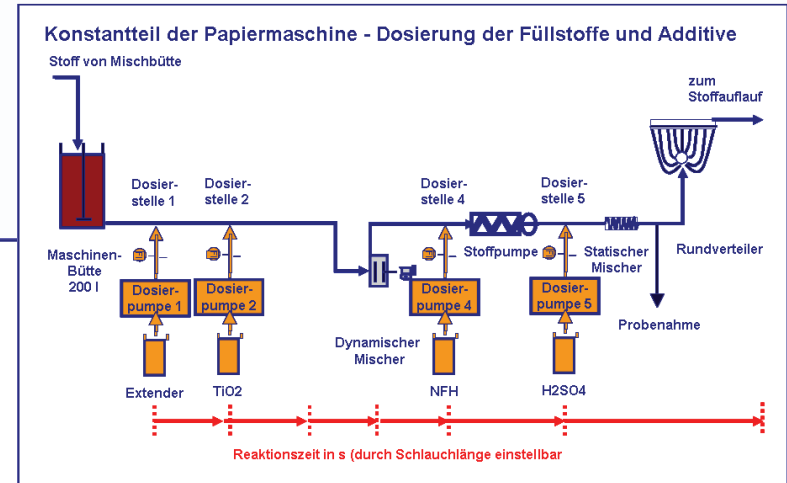 Konstantteil der Papiermaschine - Dosierung der Füllstoffe und Additive
Stoff von Mischbütte
zum
Stoffauflauf
Dosier-
stelle 1
Dosier-
stelle 2
Dosier-
stelle 4
Dosier-
stelle 5
Maschinen-
Bütte
200 l
Stoffpumpe
Statischer
Mischer
Rundverteiler
Dosier-
pumpe 1
Dosier-
pumpe 2
Dosier-
pumpe 4
Dosier-
pumpe 5
Probenahme
Dynamischer
Mischer
Extender
TiO2
NFH
H2SO4
Reaktionszeit in s (durch Schlauchlänge einstellbar